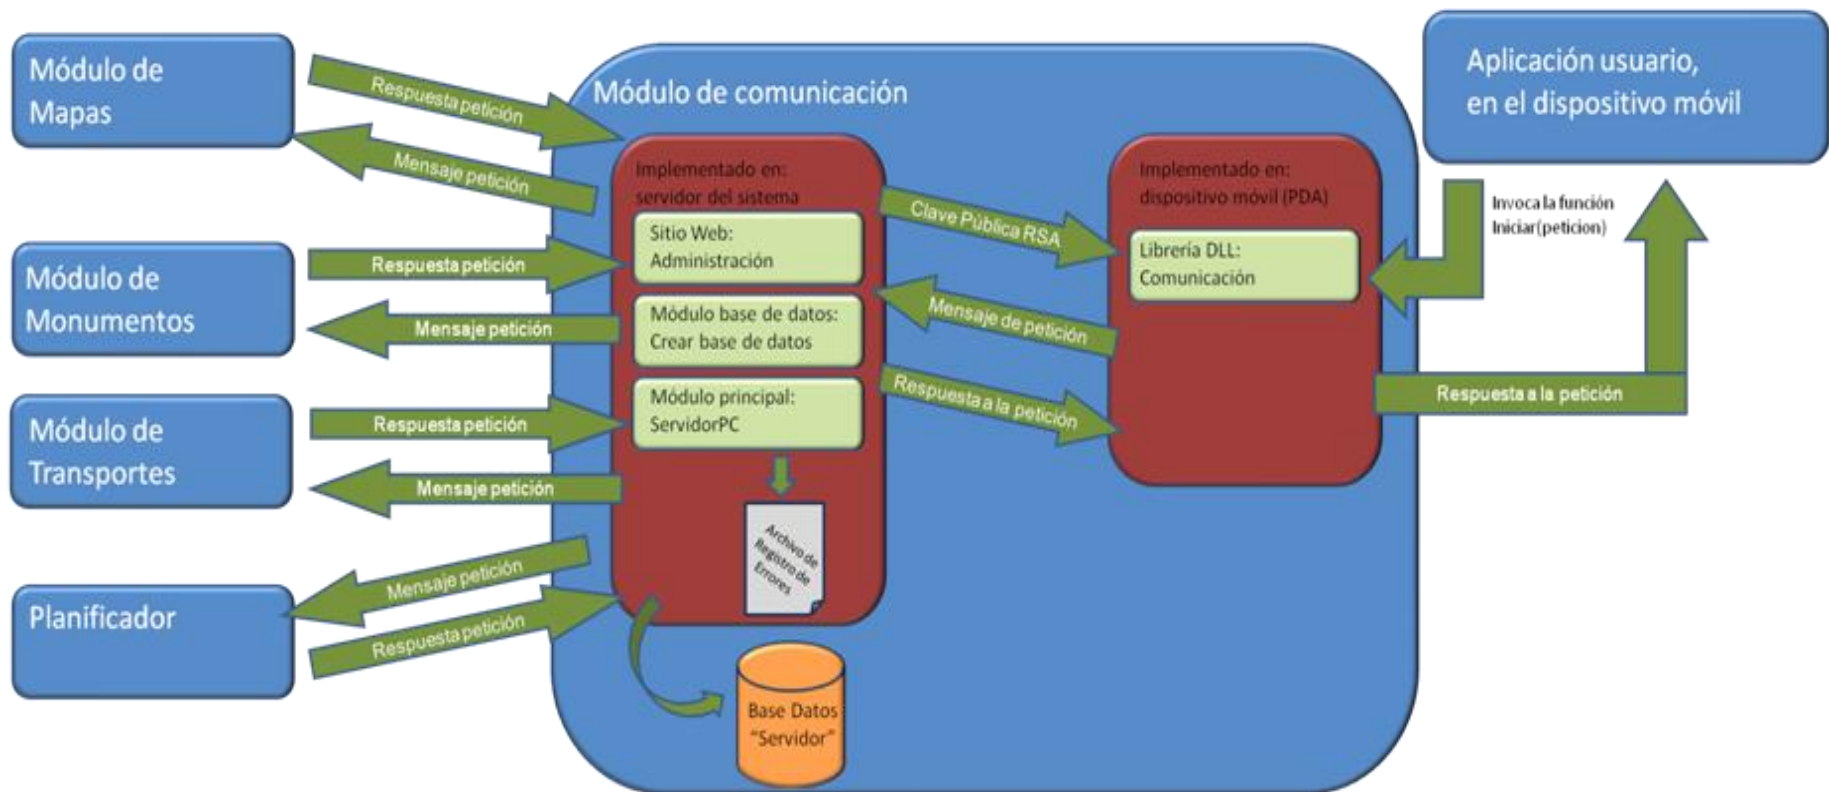 Módulo de
Mapas
Respuesta petición
Mensaje petición
Módulo de
Monumentos
Respuesta petición
Mensaje petición
Módulo de
Transportes
Respuesta petición
Mensaje petición
Planificador
Mensaje petición
Respuesta petición
Módulo de comunicación
Implementado en:
servidor del sistema
Sitio Web:
Administración
Módulo base de datos:
Crear base de datos
Módulo principal:
ServidorPC
Archivo de
Registro de
Errores
Base Datos
“Servidor”
Clave Pública RSA
Mensaje de petición
Respuesta a la petición
Implementado en:
dispositivo móvil (PDA)
Librería DLL:
Comunicación
Aplicación usuario,
en el dispositivo móvil
Invoca la función
Iniciar(peticion)
Respuesta a la petición